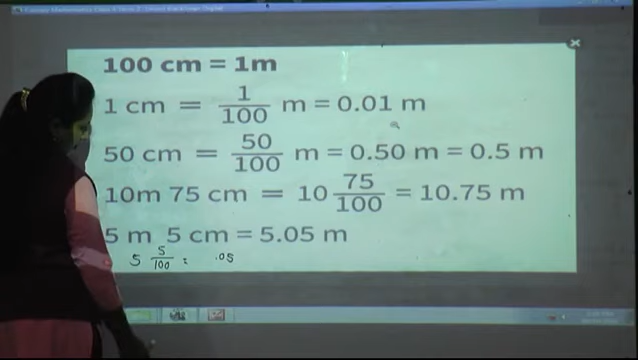 100 cm = 1m
1 cm = 1/100 m = 0.01 m
50 cm = 50/100 m = 0.50 m = 0.5 m
10m 75 cm = 10 75/100 = 10.75 m
5 m 5 cm = 5.05 m
5 5/100 = .05